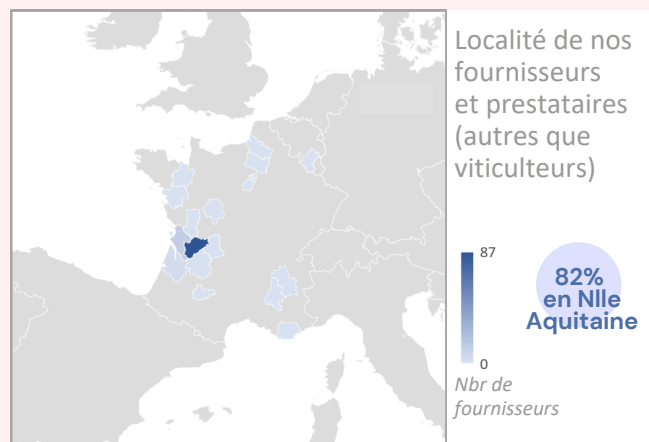 Localité de nos
fournisseurs
et prestataires
(autres que
viticulteurs)
87
0
Nbr de
fournisseurs
82%
en Nlle
Aquitaine